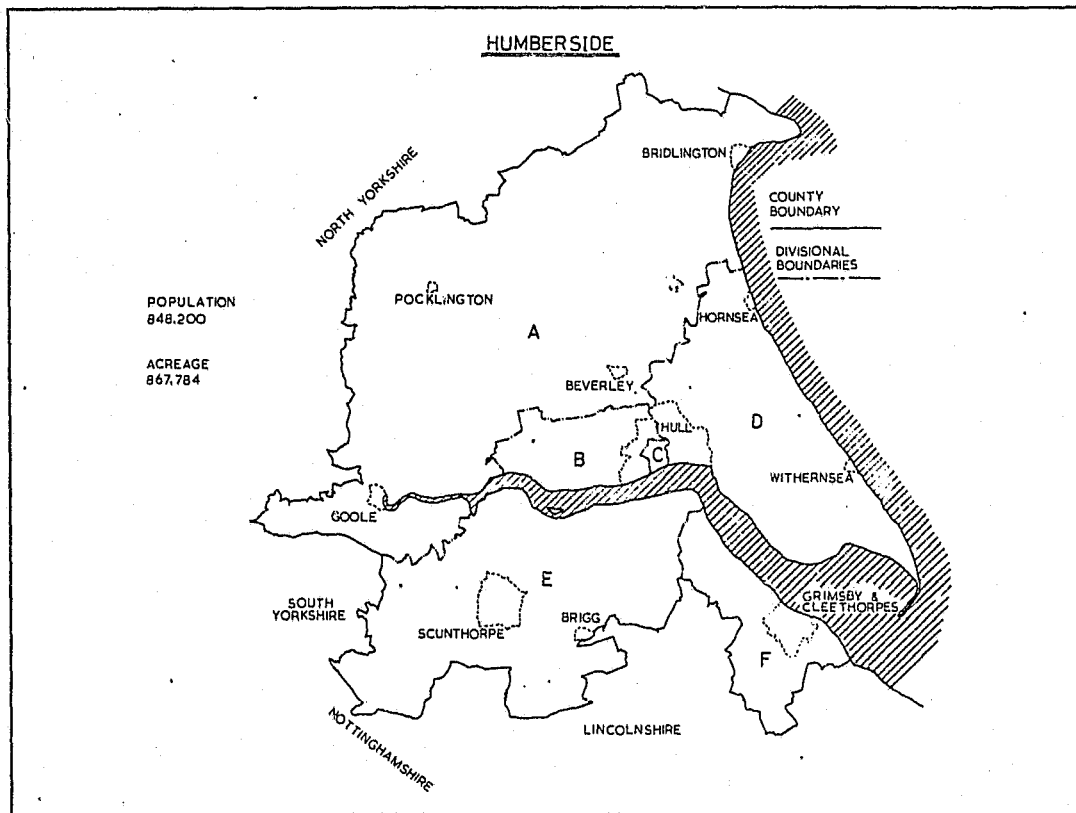 HUMBERSIDE
BRIDLINGTON
NORTH YORKSHIRE
COUNTY
BOUNDARY
DIVISIONAL
BOUNDARIES
POPULATION
848,200
POCKLINGTON
HORNSEA
A
ACREAGE
867,784
BEVERLEY
HULL
D
B
C
WITHERNSEA
GOOLE
E
GRIMSBY &
CLEETHORPES
SOUTH
YORKSHIRE
SCUNTHORPE
BRIGG
F
NOTTINGHAMSHIRE
LINCOLNSHIRE